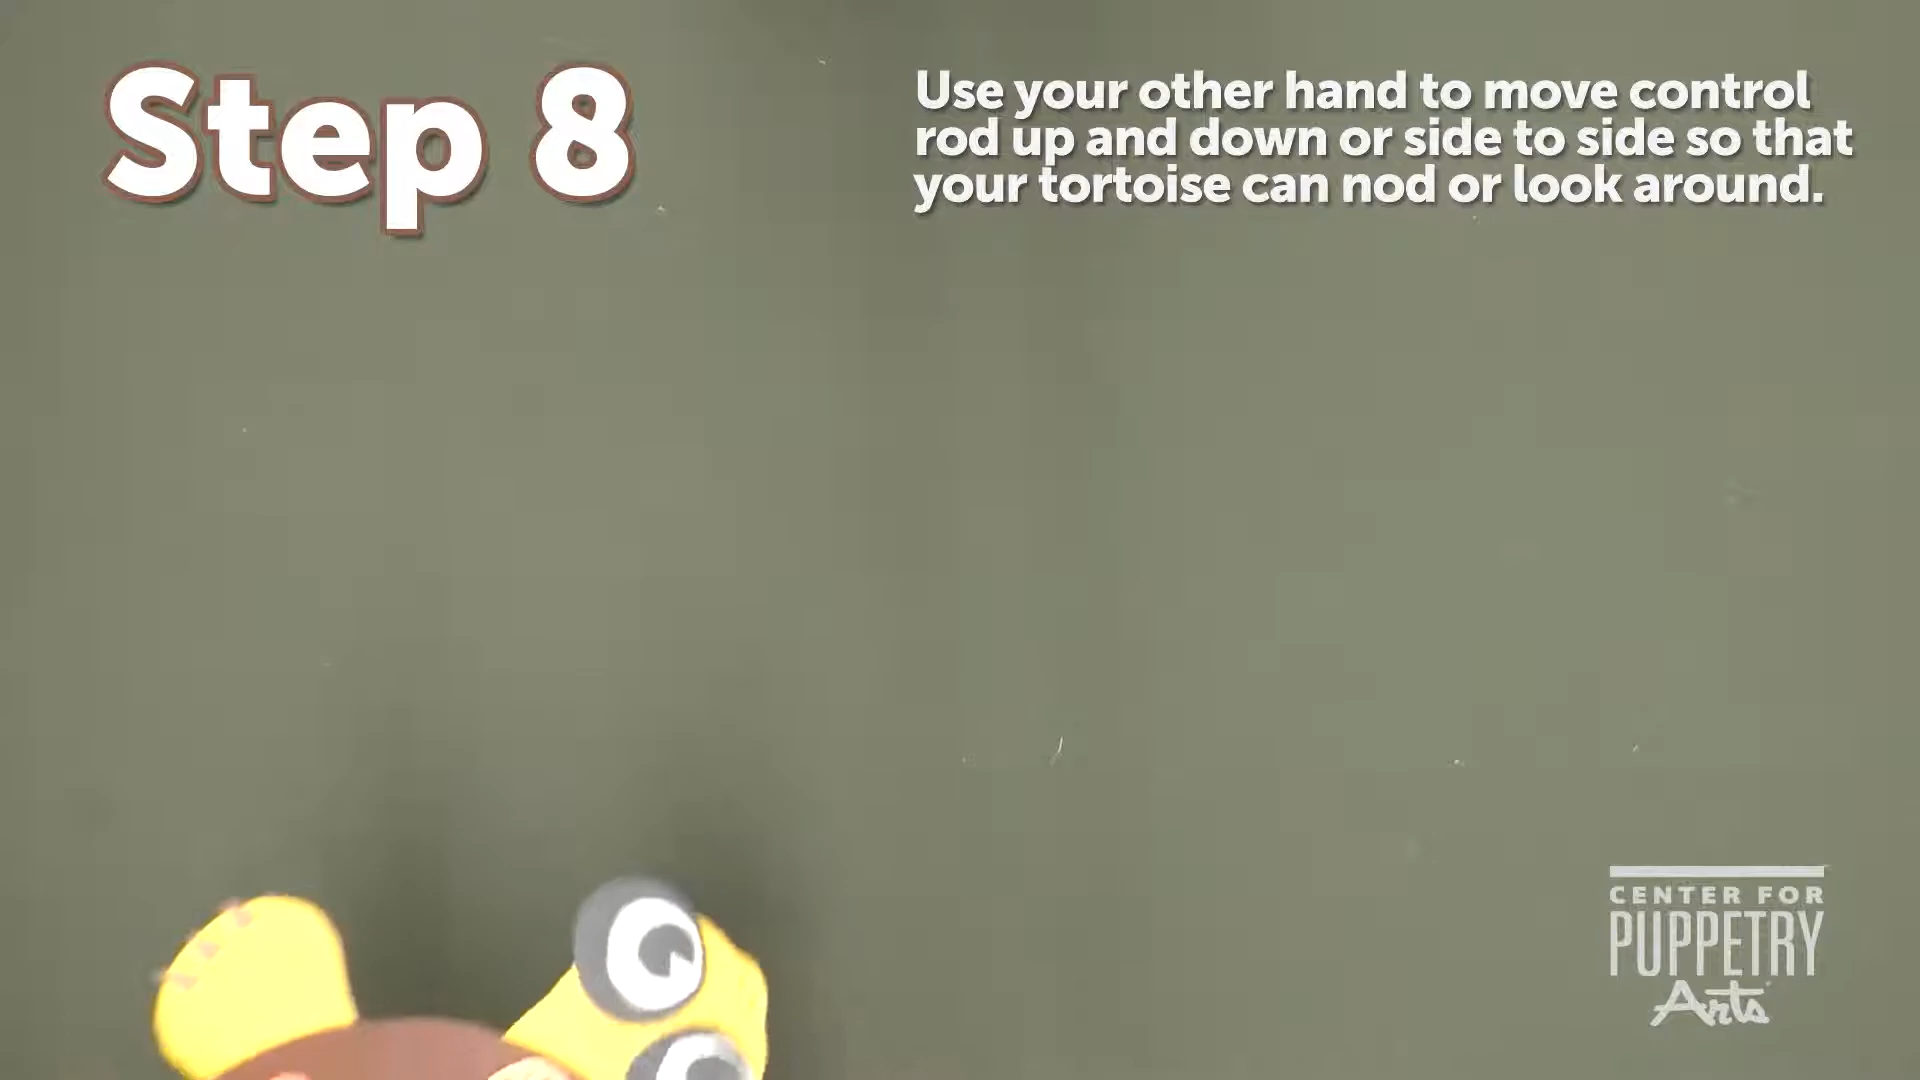 Step 8
Use your other hand to move control
rod up and down or side to side so that
your tortoise can nod or look around.
CENTER FOR
PUPPETRY
Arts